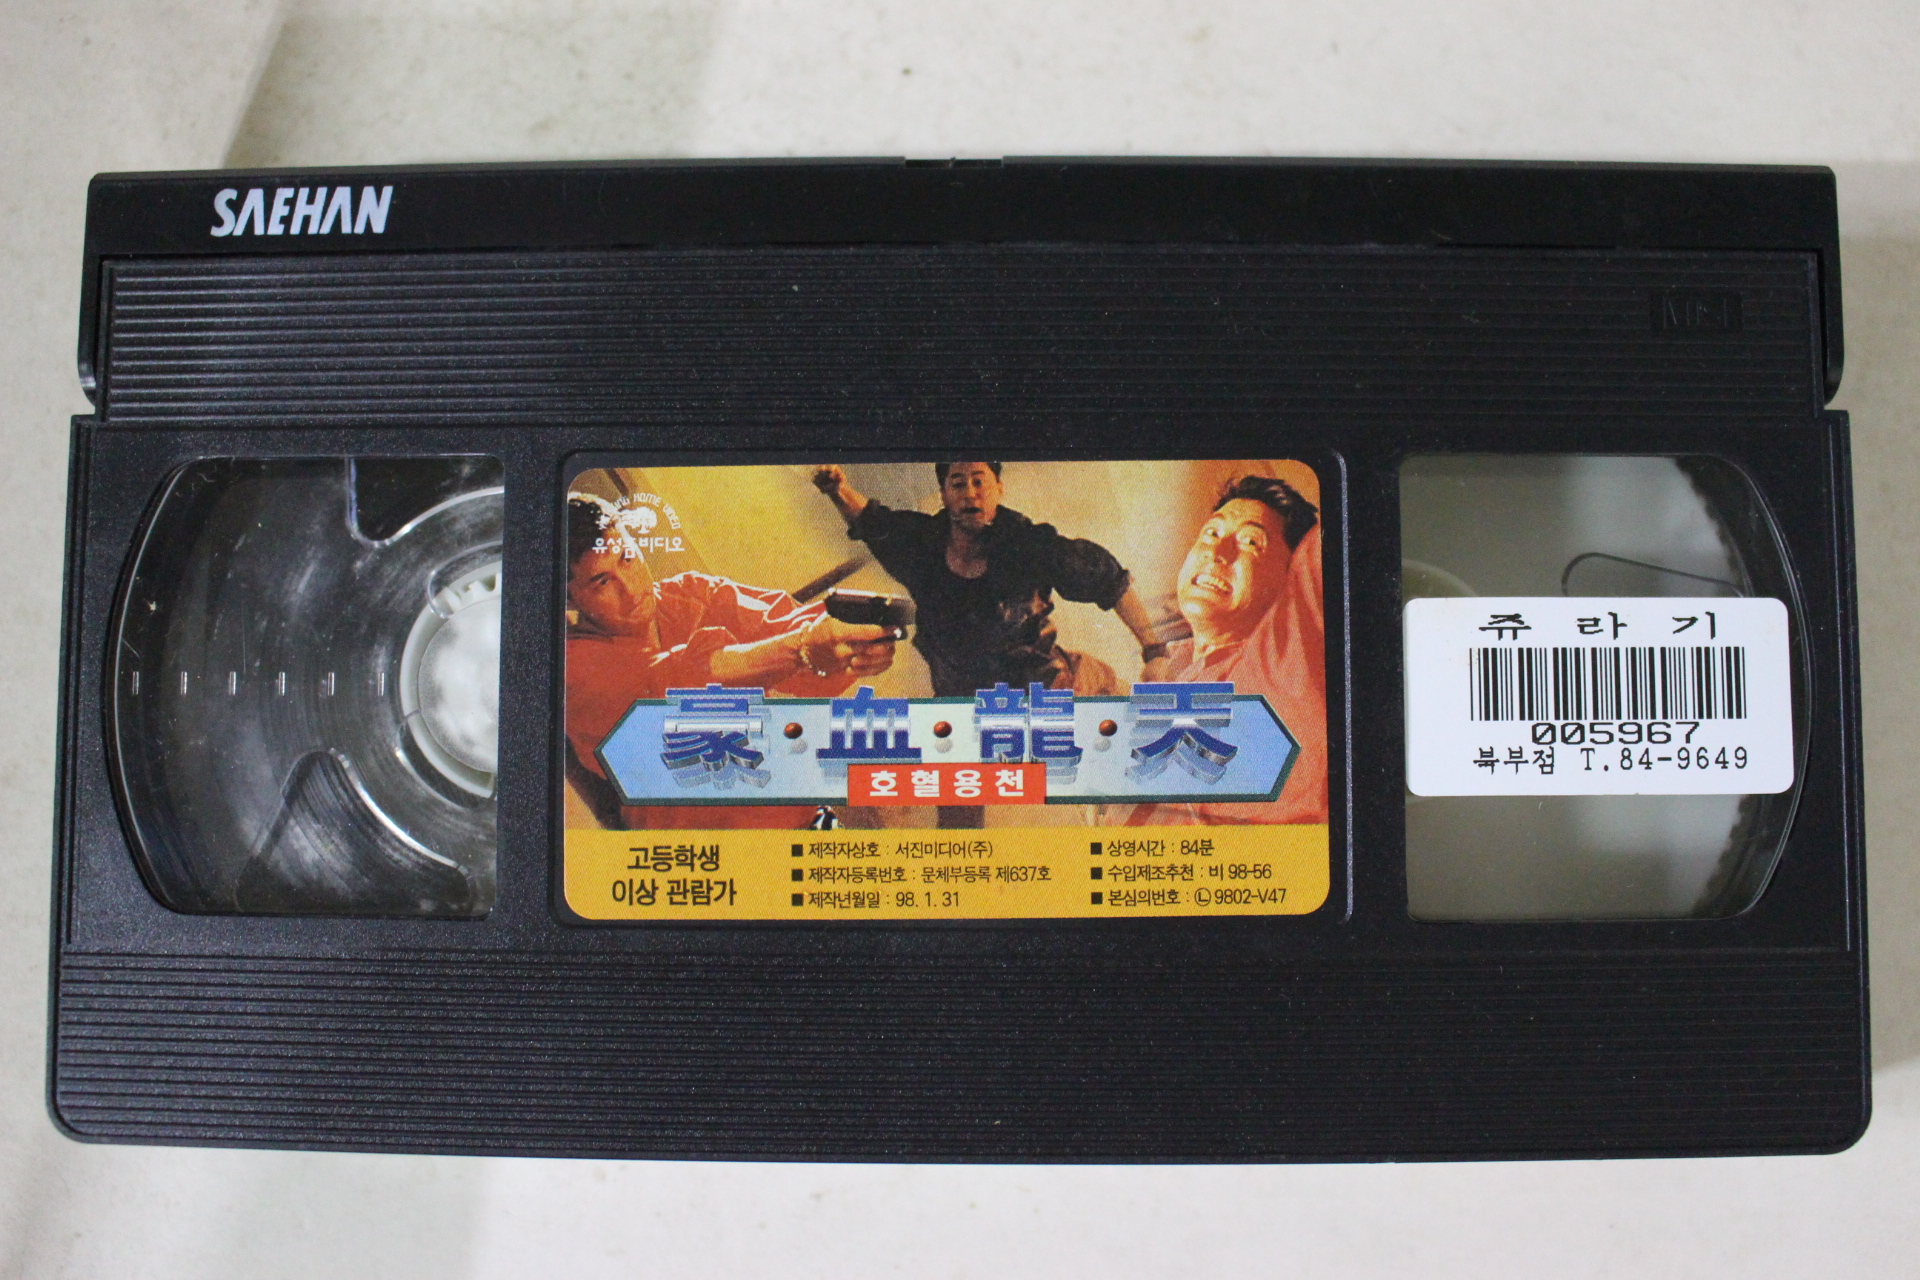 SAEHAN
HOME VIDEO
유성홈비디오
豪·血·龍·天
호혈용천
고등학생
이상 관람가
■ 제작자상호 : 서진미디어(주)
■ 제작자등록번호 : 문체부등록 제637호
■ 제작년월일 : 98. 1. 31
■ 상영시간 : 84분
■ 수입제조추천 : 비 98-56
■ 본심의번호 : Ⓛ 9802-V47
쥬 라 기
005967
북부점 T.84-9649